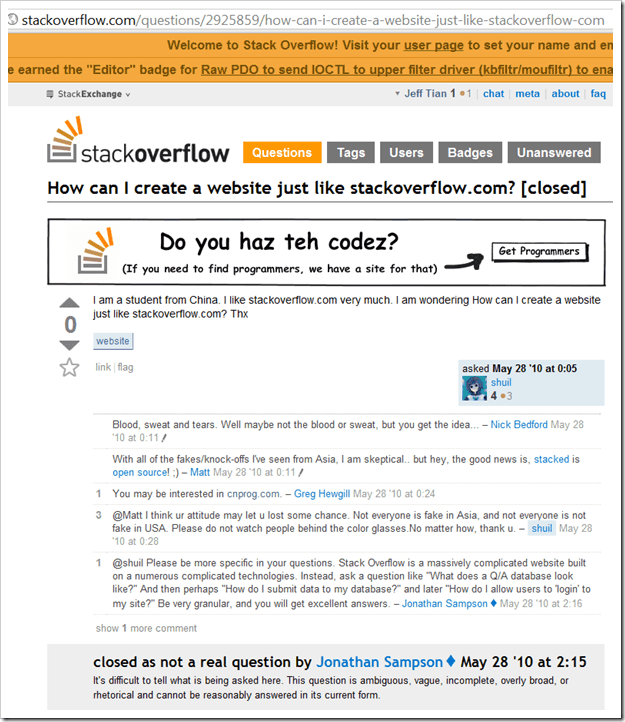 stackoverflow.com/questions/2925859/how-can-i-create-a-website-just-like-stackoverflow-com
Welcome to Stack Overflow! Visit your user page to set your name and em
e earned the "Editor" badge for Raw PDO to send IOCTL to upper filter driver (kbfiltr/moufiltr) to ena
StackExchange
Jeff Tian 1 ●1 | chat | meta | about | faq
stackoverflow
Questions Tags Users Badges Unanswered
How can I create a website just like stackoverflow.com? [closed]
Do you haz teh codez?
(If you need to find programmers, we have a site for that)
Get Programmers
I am a student from China. I like stackoverflow.com very much. I am wondering How can I create a website
just like stackoverflow.com? Thx
0
website
link | flag
asked May 28 '10 at 0:05
shuil
4 ●3
Blood, sweat and tears. Well maybe not the blood or sweat, but you get the idea... – Nick Bedford May 28
'10 at 0:11
With all of the fakes/knock-offs I've seen from Asia, I am skeptical.. but hey, the good news is, stacked is
open source! ;) – Matt May 28 '10 at 0:11
1 You may be interested in cnprog.com. – Greg Hewgill May 28 '10 at 0:24
3 @Matt I think ur attitude may let u lost some chance. Not everyone is fake in Asia, and not everyone is not
fake in USA. Please do not watch people behind the color glasses.No matter how, thank u. – shuil May 28
'10 at 0:28
1 @shuil Please be more specific in your questions. Stack Overflow is a massively complicated website built
on a numerous complicated technologies. Instead, ask a question like "What does a Q/A database look
like?" And then perhaps "How do I submit data to my database?" and later "How do I allow users to 'login' to
my site?" Be very granular, and you will get excellent answers. – Jonathan Sampson ♦ May 28 '10 at 2:16
show 1 more comment
closed as not a real question by Jonathan Sampson ♦ May 28 '10 at 2:15
It's difficult to tell what is being asked here. This question is ambiguous, vague, incomplete, overly broad, or
rhetorical and cannot be reasonably answered in its current form.